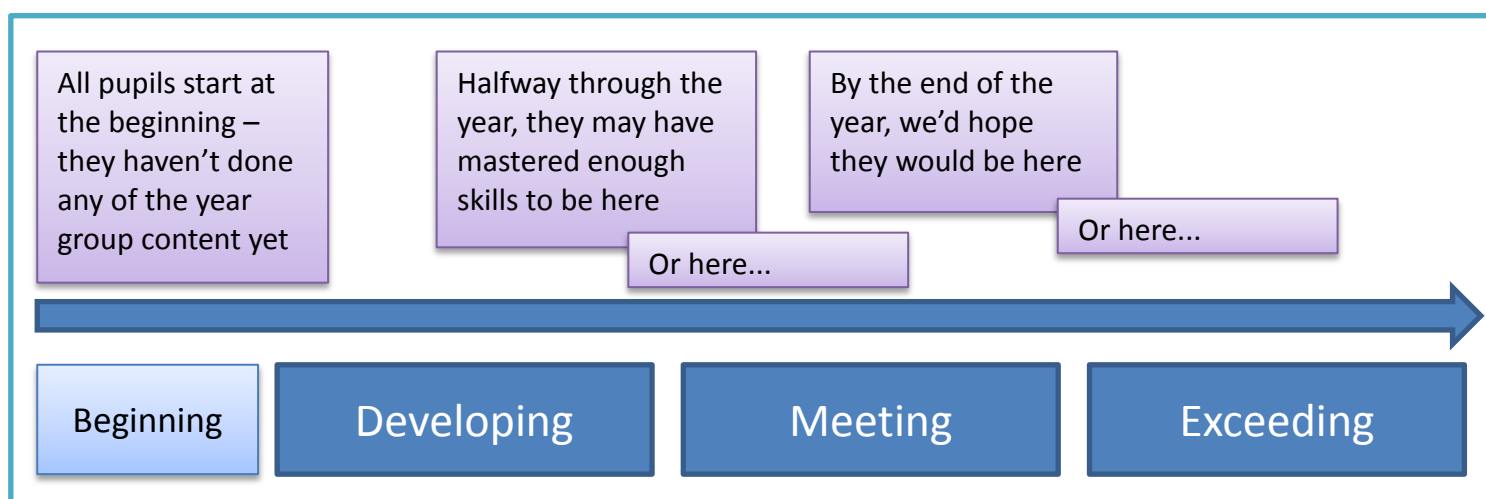 All pupils start at
the beginning –
they haven’t done
any of the year
group content yet
Halfway through the
year, they may have
mastered enough
skills to be here
Or here...
By the end of the
year, we’d hope
they would be here
Or here...
Beginning
Developing
Meeting
Exceeding